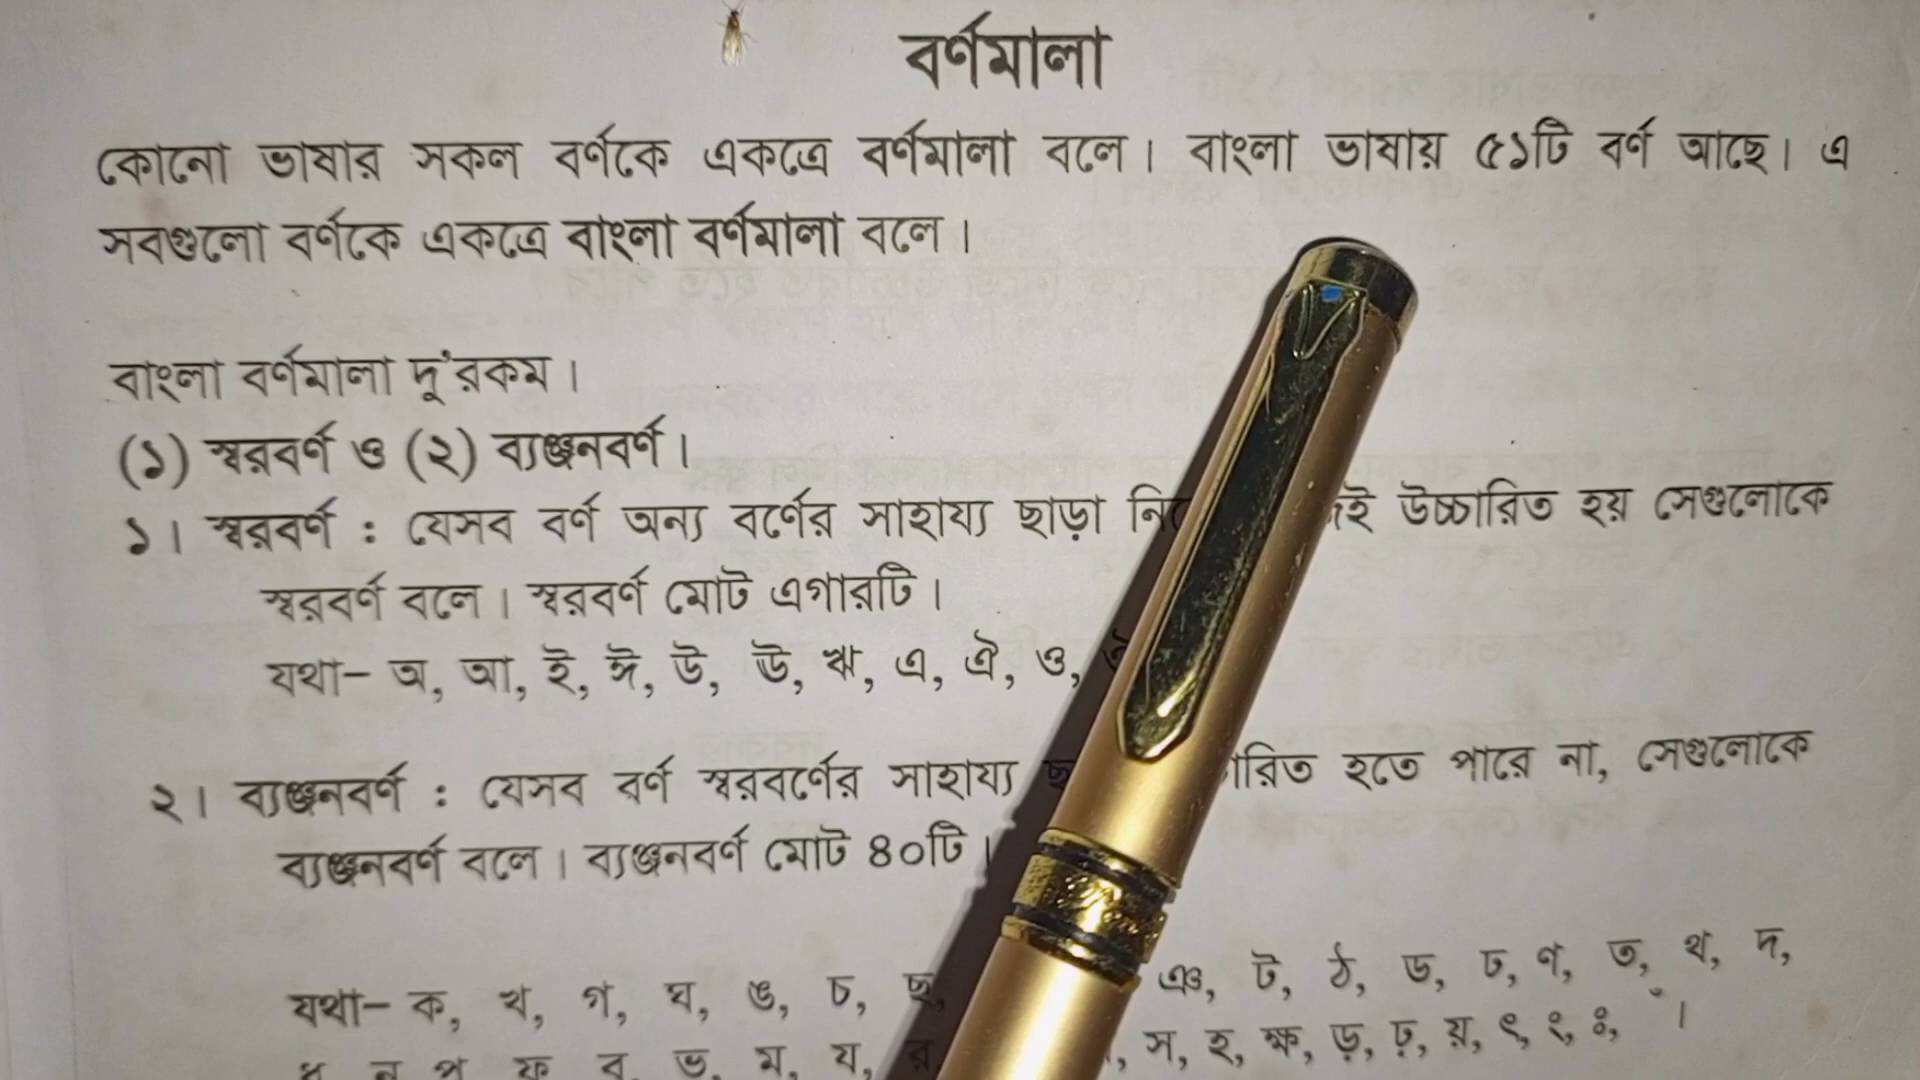 বর্ণমালা
কোনো ভাষার সকল বর্ণকে একত্রে বর্ণমালা বলে। বাংলা ভাষায় ৫১টি বর্ণ আছে। এ
সবগুলো বর্ণকে একত্রে বাংলা বর্ণমালা বলে।
বাংলা বর্ণমালা দু'রকম।
(১) স্বরবর্ণ ও (২) ব্যঞ্জনবর্ণ।
১। স্বরবর্ণ : যেসব বর্ণ অন্য বর্ণের সাহায্য ছাড়া উচ্চারিত হয় সেগুলোকে
স্বরবর্ণ বলে। স্বরবর্ণ মোট এগারটি।
যথা- অ, আ, ই, ঈ, উ, ঊ, ঋ, এ, ঐ, ও,
২। ব্যঞ্জনবর্ণ : যেসব বর্ণ স্বরবর্ণের সাহায্য হতে পারে না, সেগুলোকে
ব্যঞ্জনবর্ণ বলে। ব্যঞ্জনবর্ণ মোট ৪০টি।
যথা- ক, খ, গ, ঘ, ঙ, চ, ছ, ঞ, ট, ঠ, ড, ঢ, ণ, ত, থ, দ,
ধ ন প ফ ব, ভ, ম, য, স, হ, ক্ষ, ড়, ঢ়, য়, ৎ, ং, ঃ, ঁ।